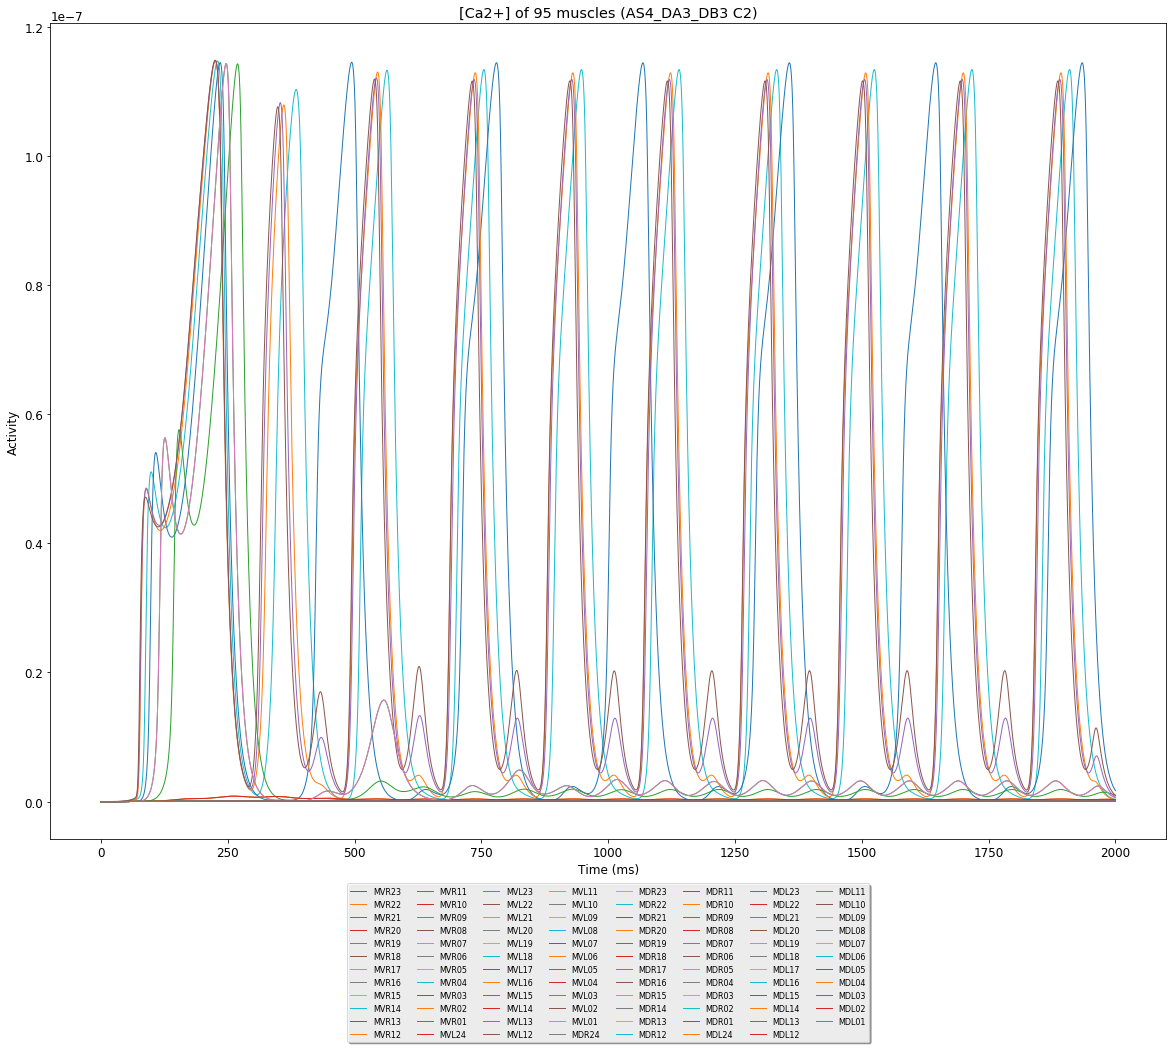 [Ca2+] of 95 muscles (AS4_DA3_DB3 C2)
1e−7
1.2
1.0
0.8
0.6
0.4
0.2
0.0
Activity
0 250 500 750 1000 1250 1500 1750 2000
Time (ms)
MVR23 MVR11 MVL23 MVL11 MDR23 MDR11 MDL23 MDL11
MVR22 MVR10 MVL22 MVL10 MDR22 MDR10 MDL22 MDL10
MVR21 MVR09 MVL21 MVL09 MDR21 MDR09 MDL21 MDL09
MVR20 MVR08 MVL20 MVL08 MDR20 MDR08 MDL20 MDL08
MVR19 MVR07 MVL19 MVL07 MDR19 MDR07 MDL19 MDL07
MVR18 MVR06 MVL18 MVL06 MDR18 MDR06 MDL18 MDL06
MVR17 MVR05 MVL17 MVL05 MDR17 MDR05 MDL17 MDL05
MVR16 MVR04 MVL16 MVL04 MDR16 MDR04 MDL16 MDL04
MVR15 MVR03 MVL15 MVL03 MDR15 MDR03 MDL15 MDL03
MVR14 MVR02 MVL14 MVL02 MDR14 MDR02 MDL14 MDL02
MVR13 MVR01 MVL13 MVL01 MDR13 MDR01 MDL13 MDL01
MVR12 MVL24 MVL12 MDR24 MDR12 MDL24 MDL12